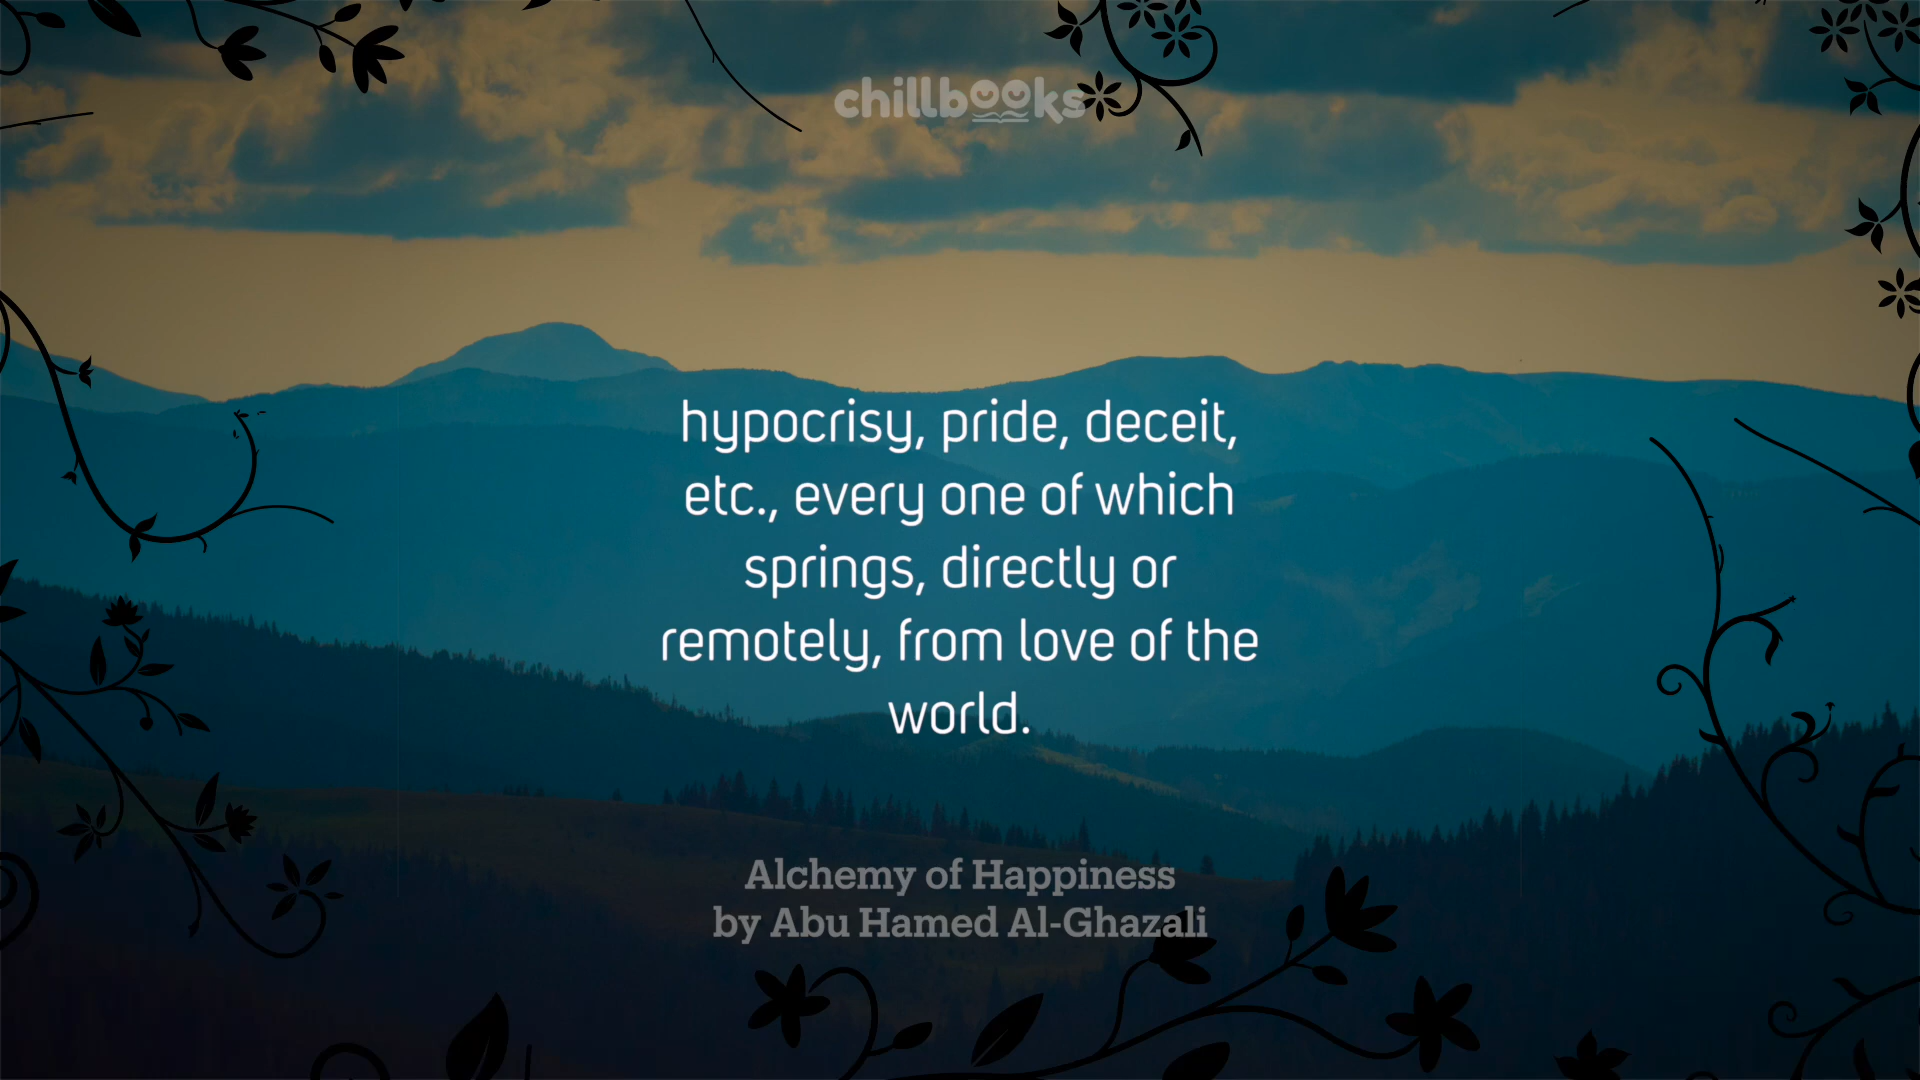 chillbooks
hypocrisy, pride, deceit,
etc., every one of which
springs, directly or
remotely, from love of the
world.
Alchemy of Happiness
by Abu Hamed Al-Ghazali